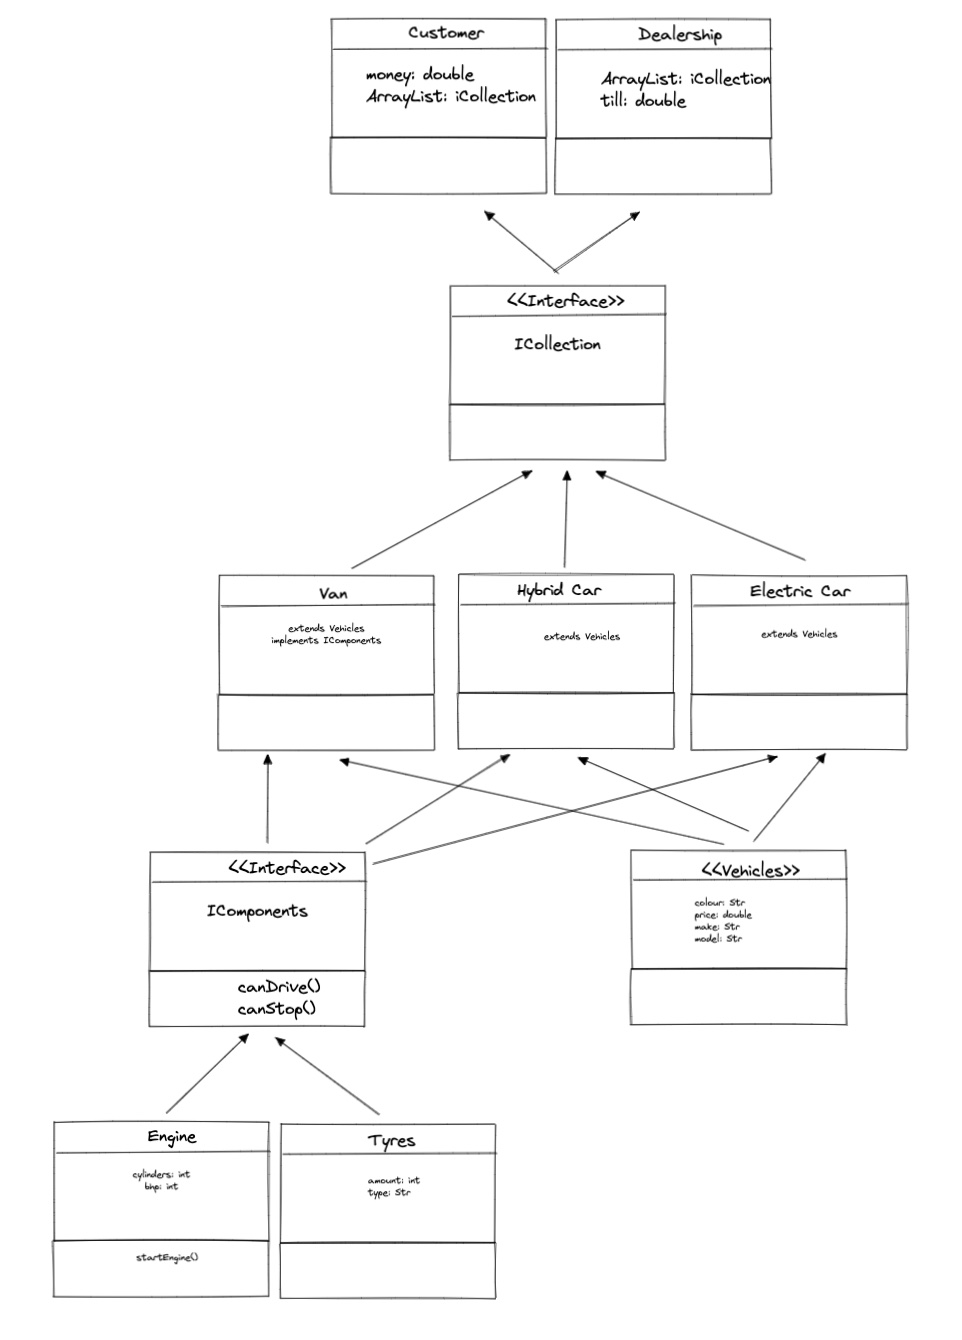 Customer
money: double
ArrayList: iCollection
Dealership
ArrayList: iCollection
till: double
<<Interface>>
ICollection
Van
extends Vehicles
implements IComponents
Hybrid Car
extends Vehicles
Electric Car
extends Vehicles
<<Interface>>
IComponents
canDrive()
canStop()
<<Vehicles>>
colour: Str
price: double
make: Str
model: Str
Engine
cylinders: int
bhp: int
startEngine()
Tyres
amount: int
type: Str